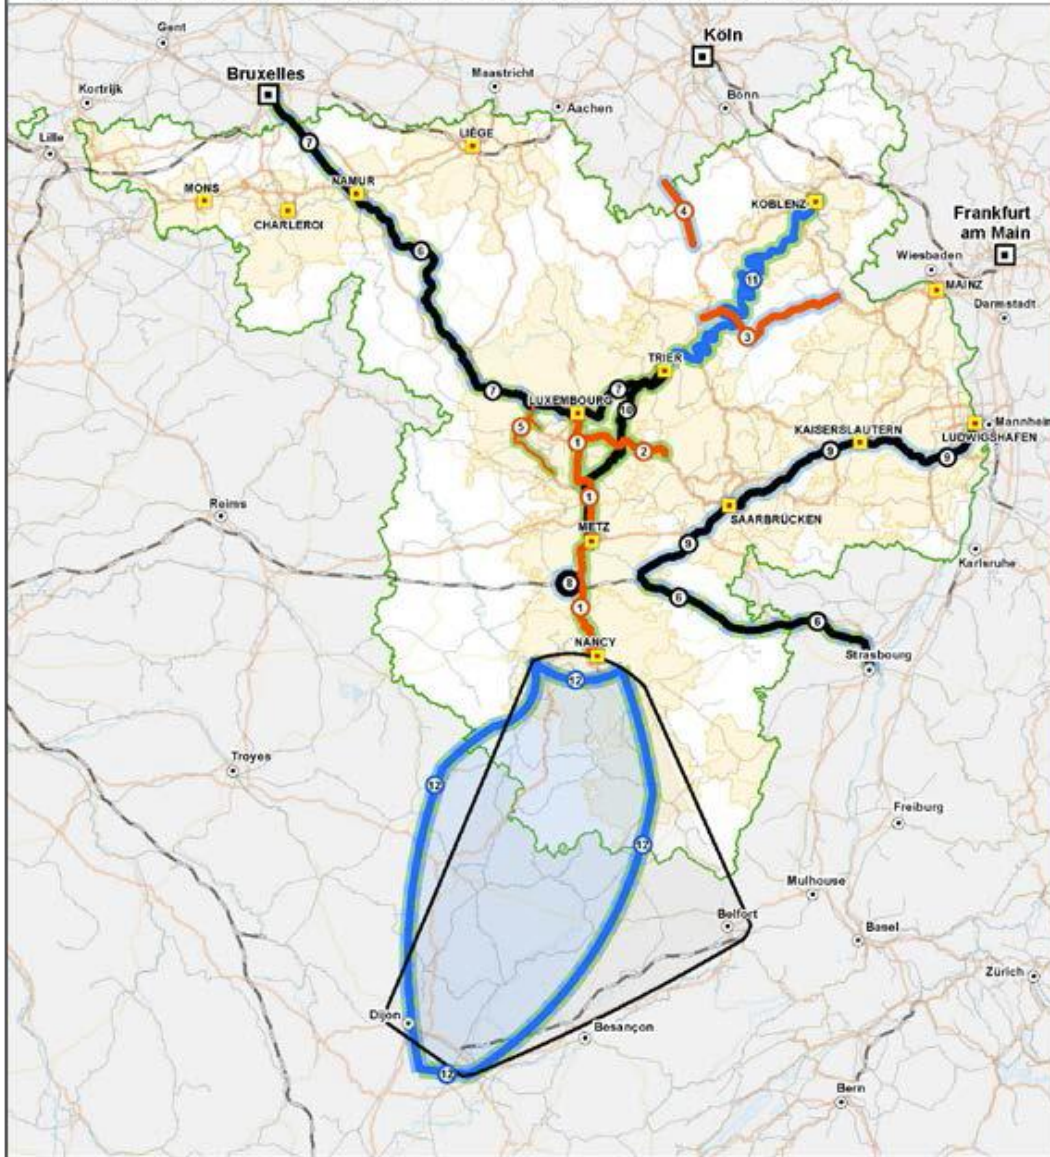 Gent
Köln
Bruxelles
Maastricht
Kortrijk
Bonn
Aachen
Lille
LIÈGE
7
NAMUR
MONS
KOBLENZ
4
CHARLEROI
Frankfurt
am Main
6
Wiesbaden
11
MAINZ
Darmstadt
3
TRIER
7
7
LUXEMBOURG
10
5
1
2
KAISERSLAUTERN
Mannheim
LUDWIGSHAFEN
9
9
1
Reims
SAARBRÜCKEN
METZ
9
Karlsruhe
8
6
1
6
NANCY
Strasbourg
12
Troyes
12
Freiburg
12
Mulhouse
Belfort
Basel
Zürich
Dijon
Besançon
12
Bern